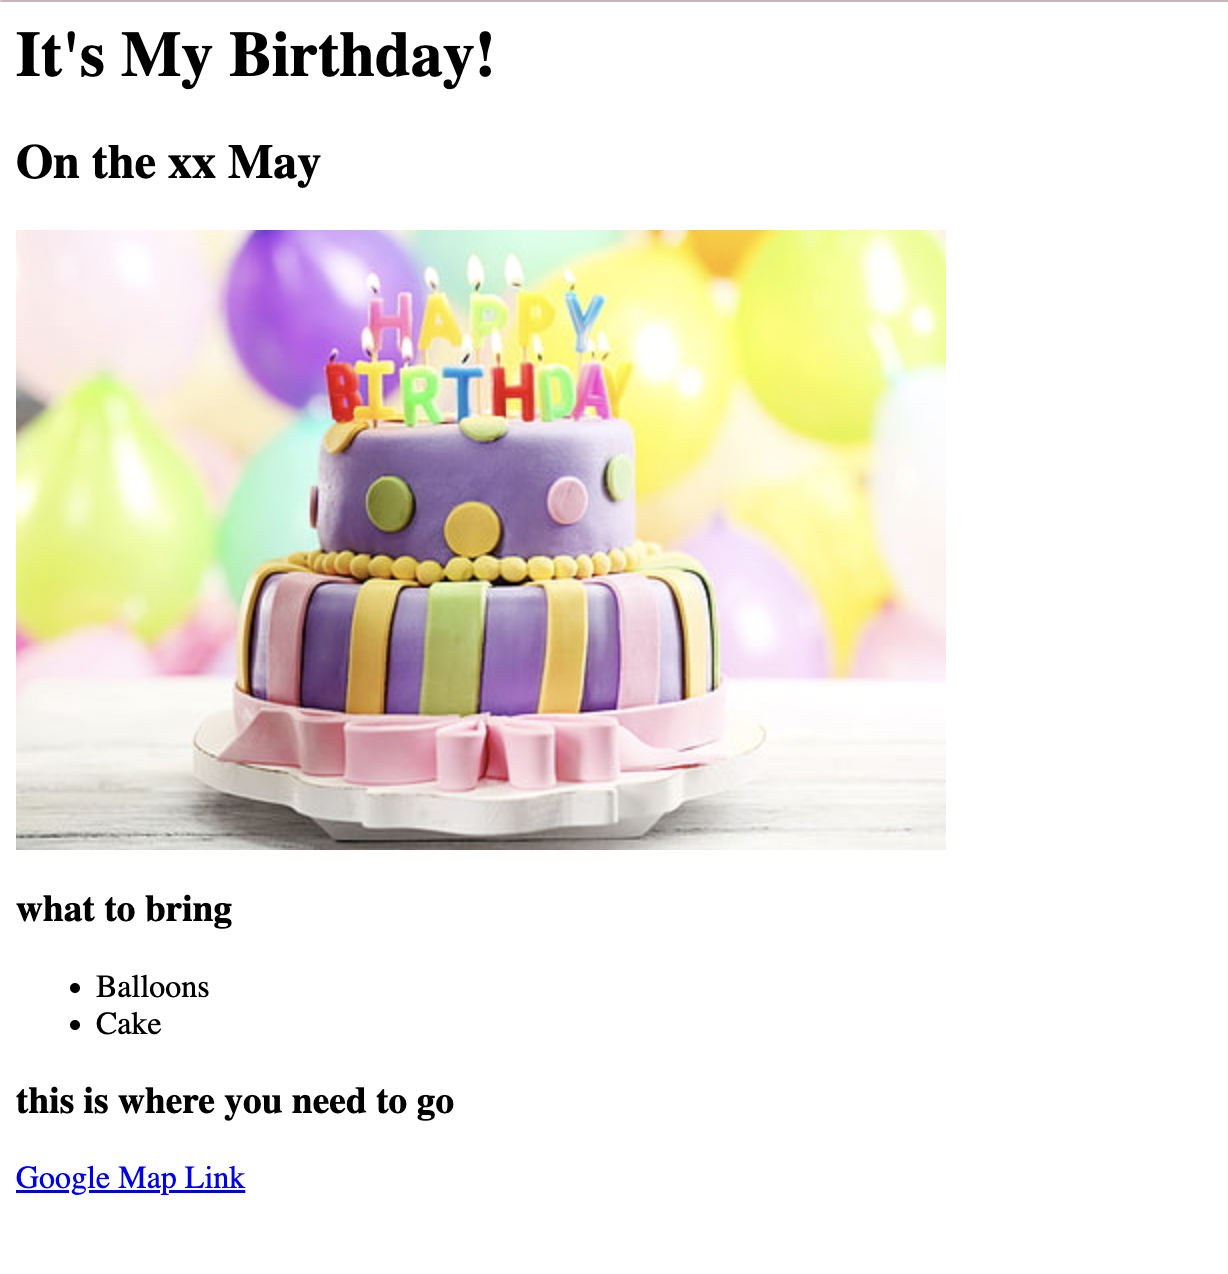 It's My Birthday!
On the xx May
HAPPY
BIRTHDAY
what to bring
Balloons
Cake
this is where you need to go
Google Map Link